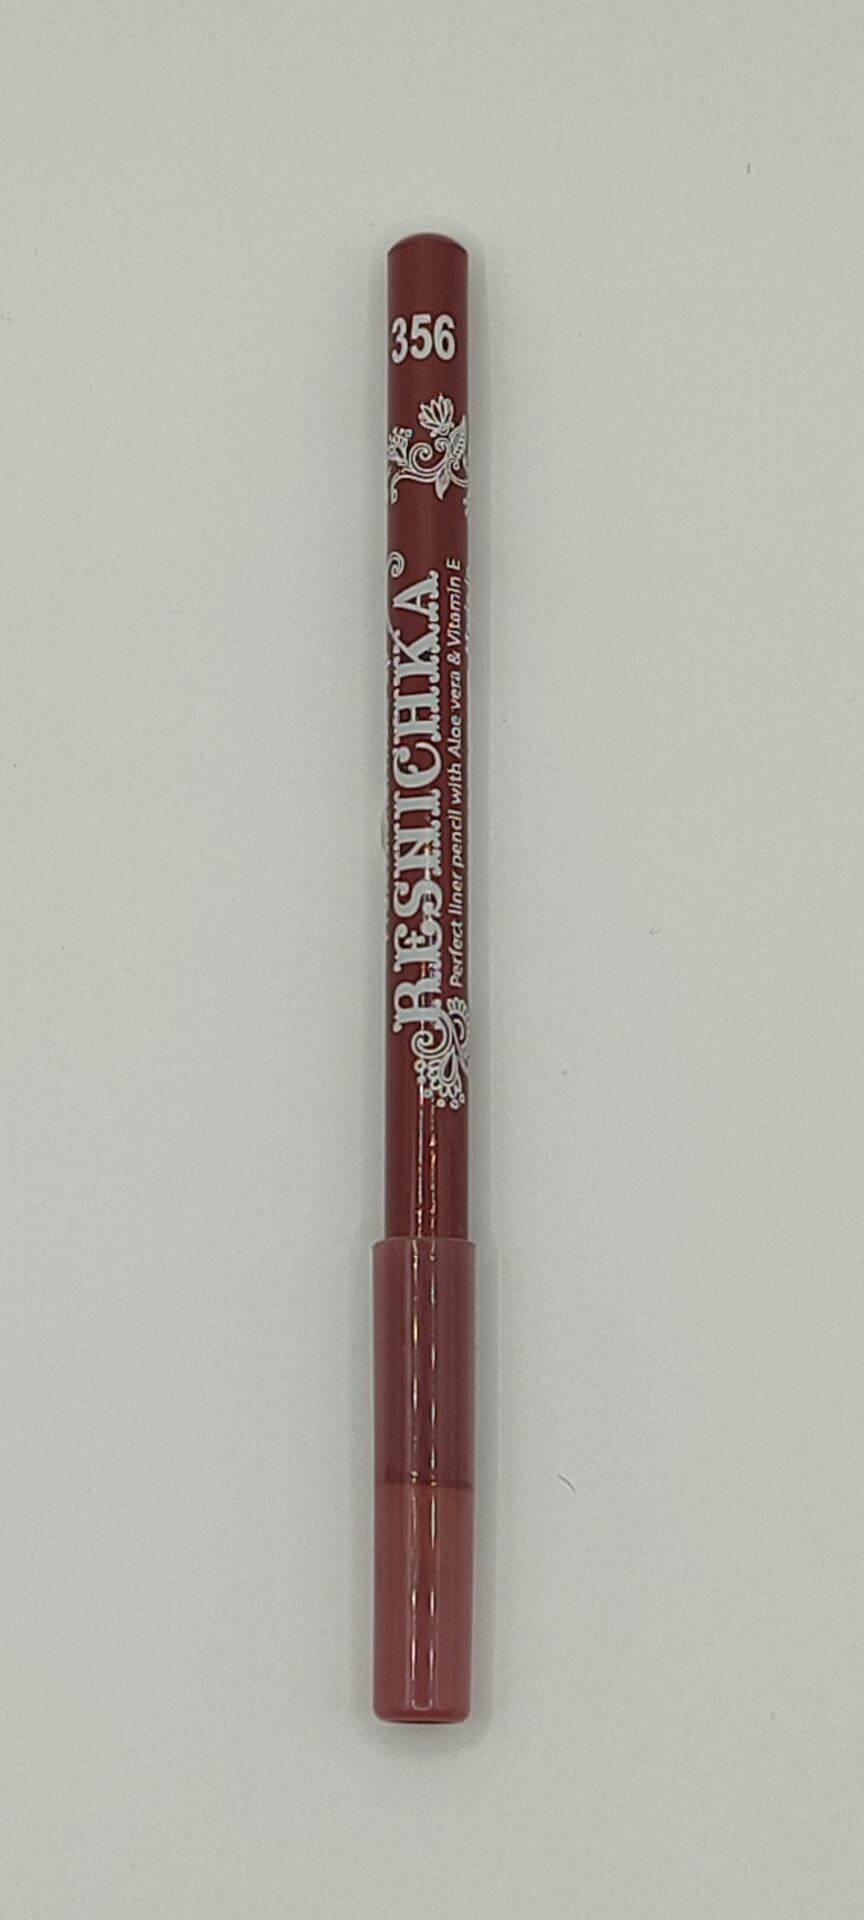 356
RESNICHKA
Perfect liner pencil with Aloe vera & Vitamin E